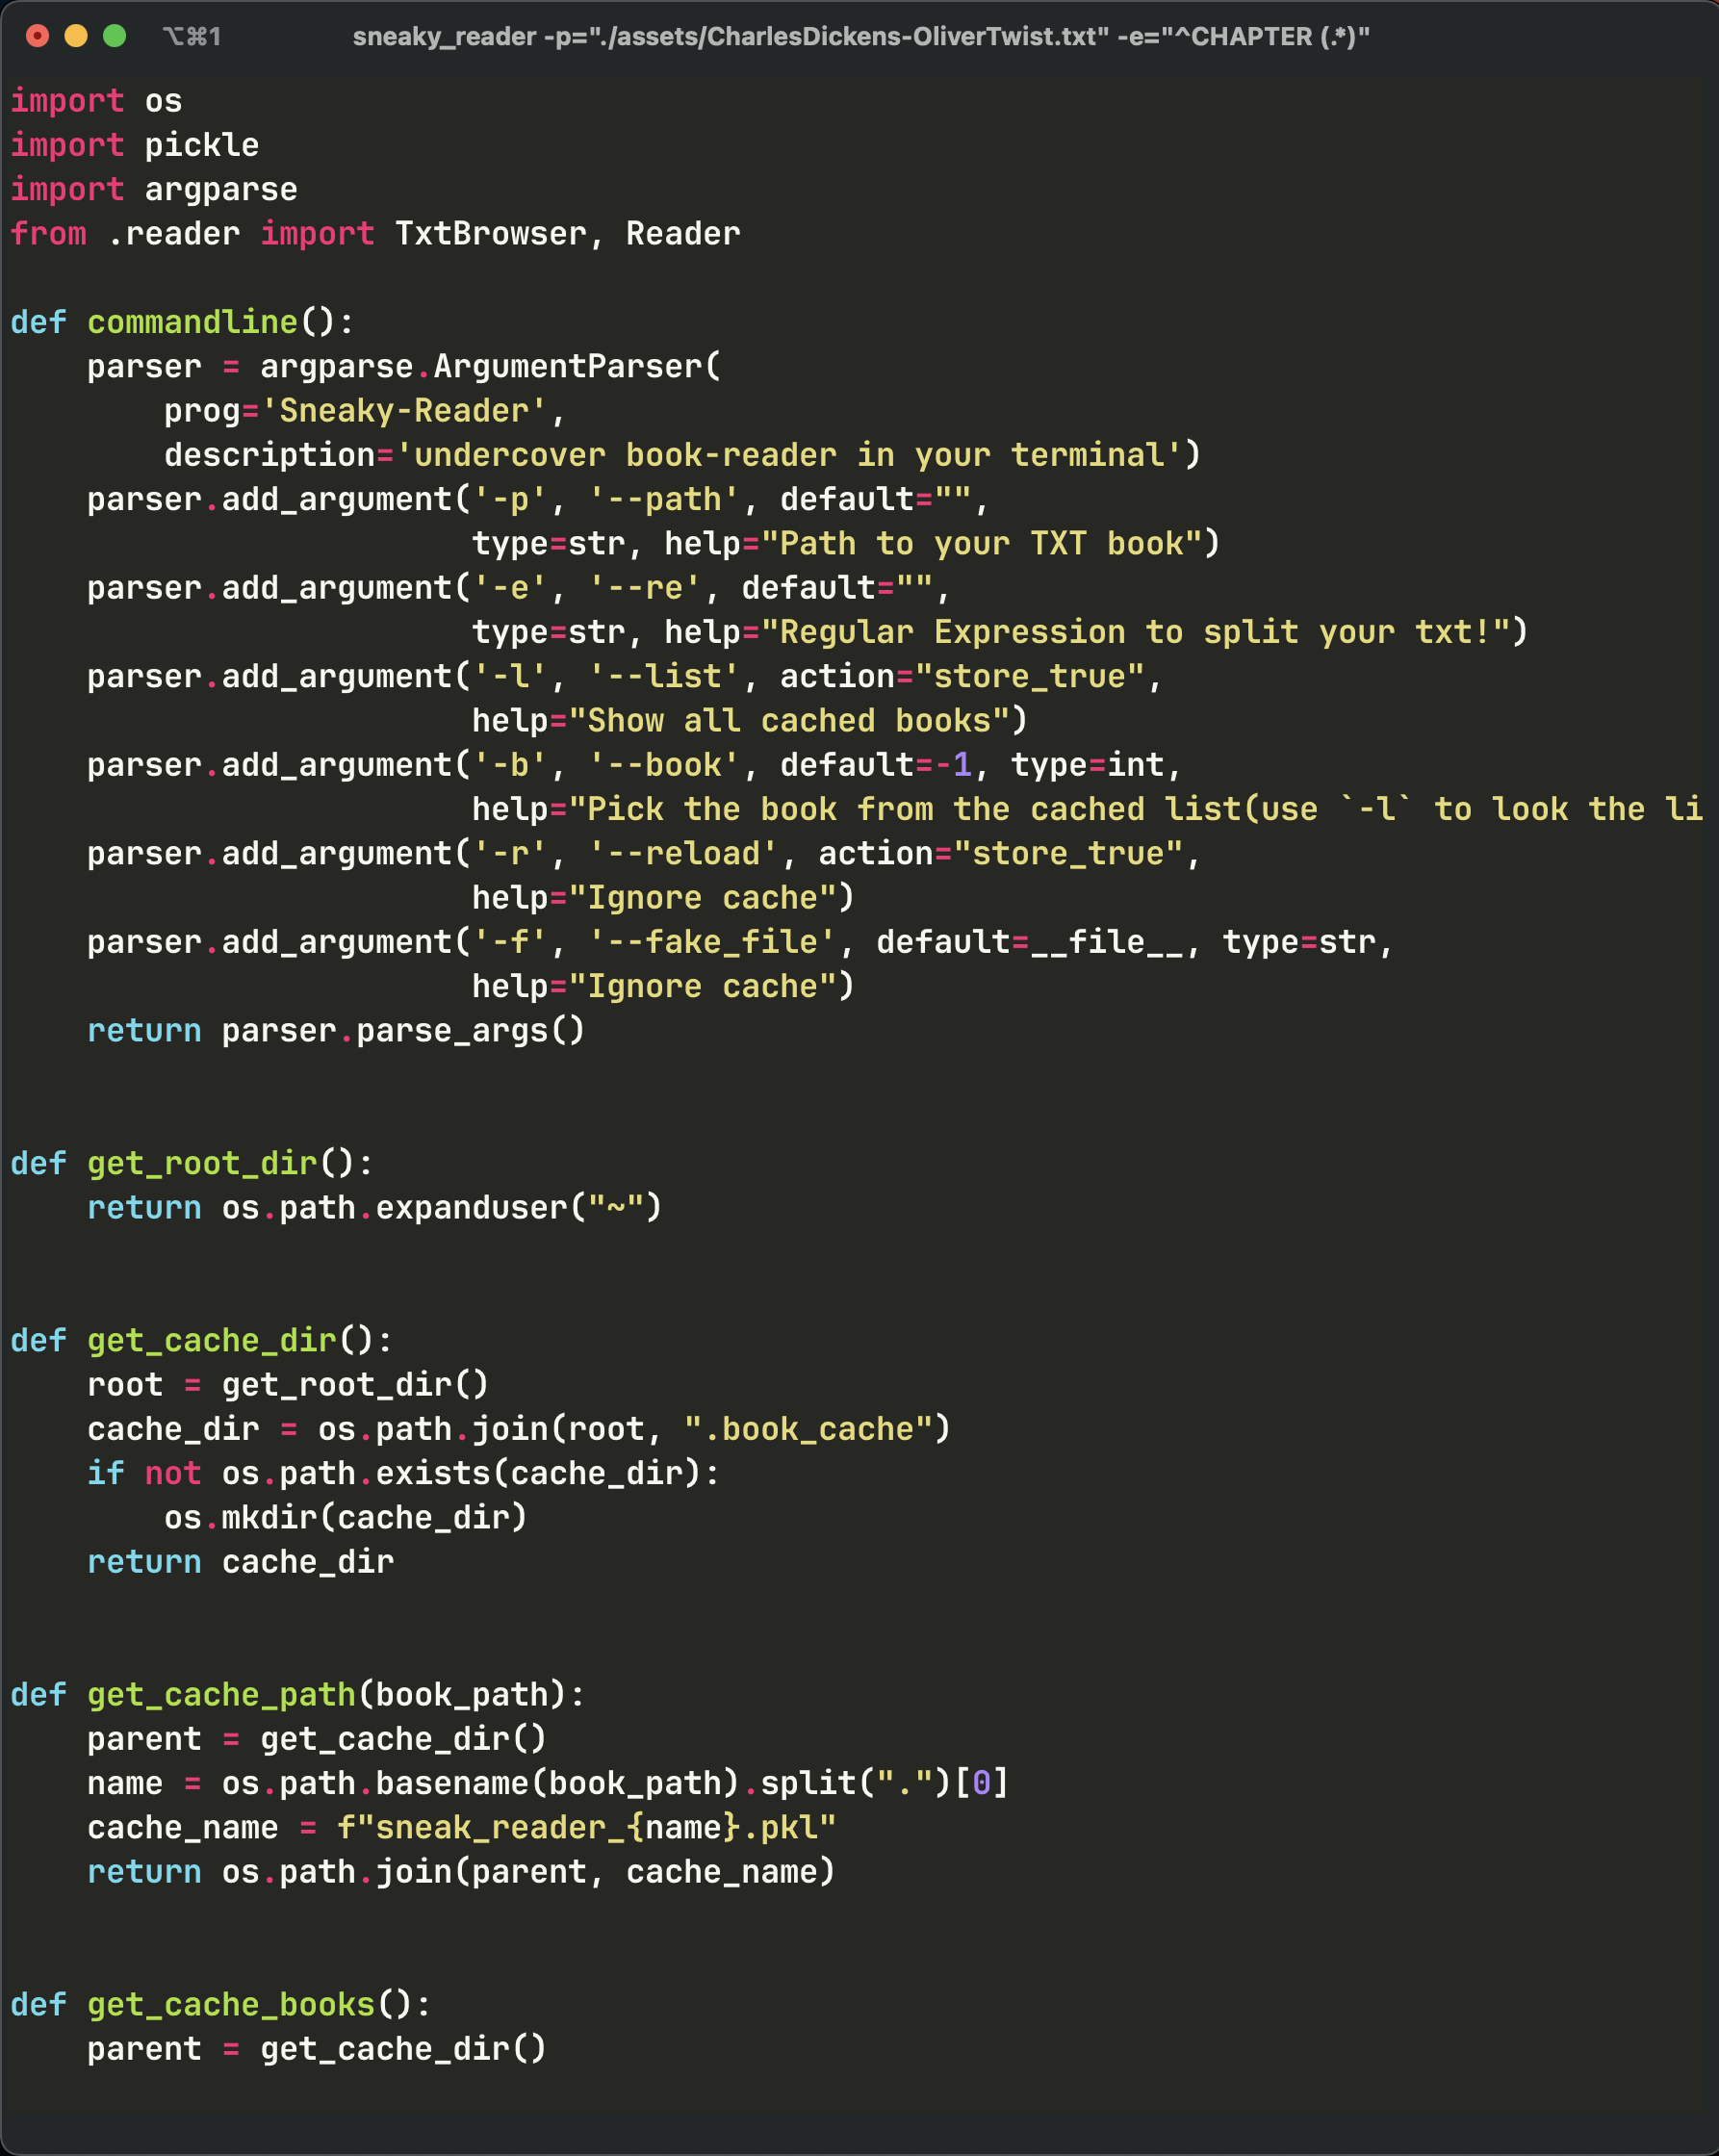 ⌥⌘1 sneaky_reader -p="./assets/CharlesDickens-OliverTwist.txt" -e="^CHAPTER (.*)"
import os
import pickle
import argparse
from .reader import TxtBrowser, Reader

def commandline():
    parser = argparse.ArgumentParser(
        prog='Sneaky-Reader',
        description='undercover book-reader in your terminal')
    parser.add_argument('-p', '--path', default="",
                        type=str, help="Path to your TXT book")
    parser.add_argument('-e', '--re', default="",
                        type=str, help="Regular Expression to split your txt!")
    parser.add_argument('-l', '--list', action="store_true",
                        help="Show all cached books")
    parser.add_argument('-b', '--book', default=-1, type=int,
                        help="Pick the book from the cached list(use `-l` to look the li
    parser.add_argument('-r', '--reload', action="store_true",
                        help="Ignore cache")
    parser.add_argument('-f', '--fake_file', default=__file__, type=str,
                        help="Ignore cache")
    return parser.parse_args()


def get_root_dir():
    return os.path.expanduser("~")


def get_cache_dir():
    root = get_root_dir()
    cache_dir = os.path.join(root, ".book_cache")
    if not os.path.exists(cache_dir):
        os.mkdir(cache_dir)
    return cache_dir


def get_cache_path(book_path):
    parent = get_cache_dir()
    name = os.path.basename(book_path).split(".")[0]
    cache_name = f"sneak_reader_{name}.pkl"
    return os.path.join(parent, cache_name)


def get_cache_books():
    parent = get_cache_dir()